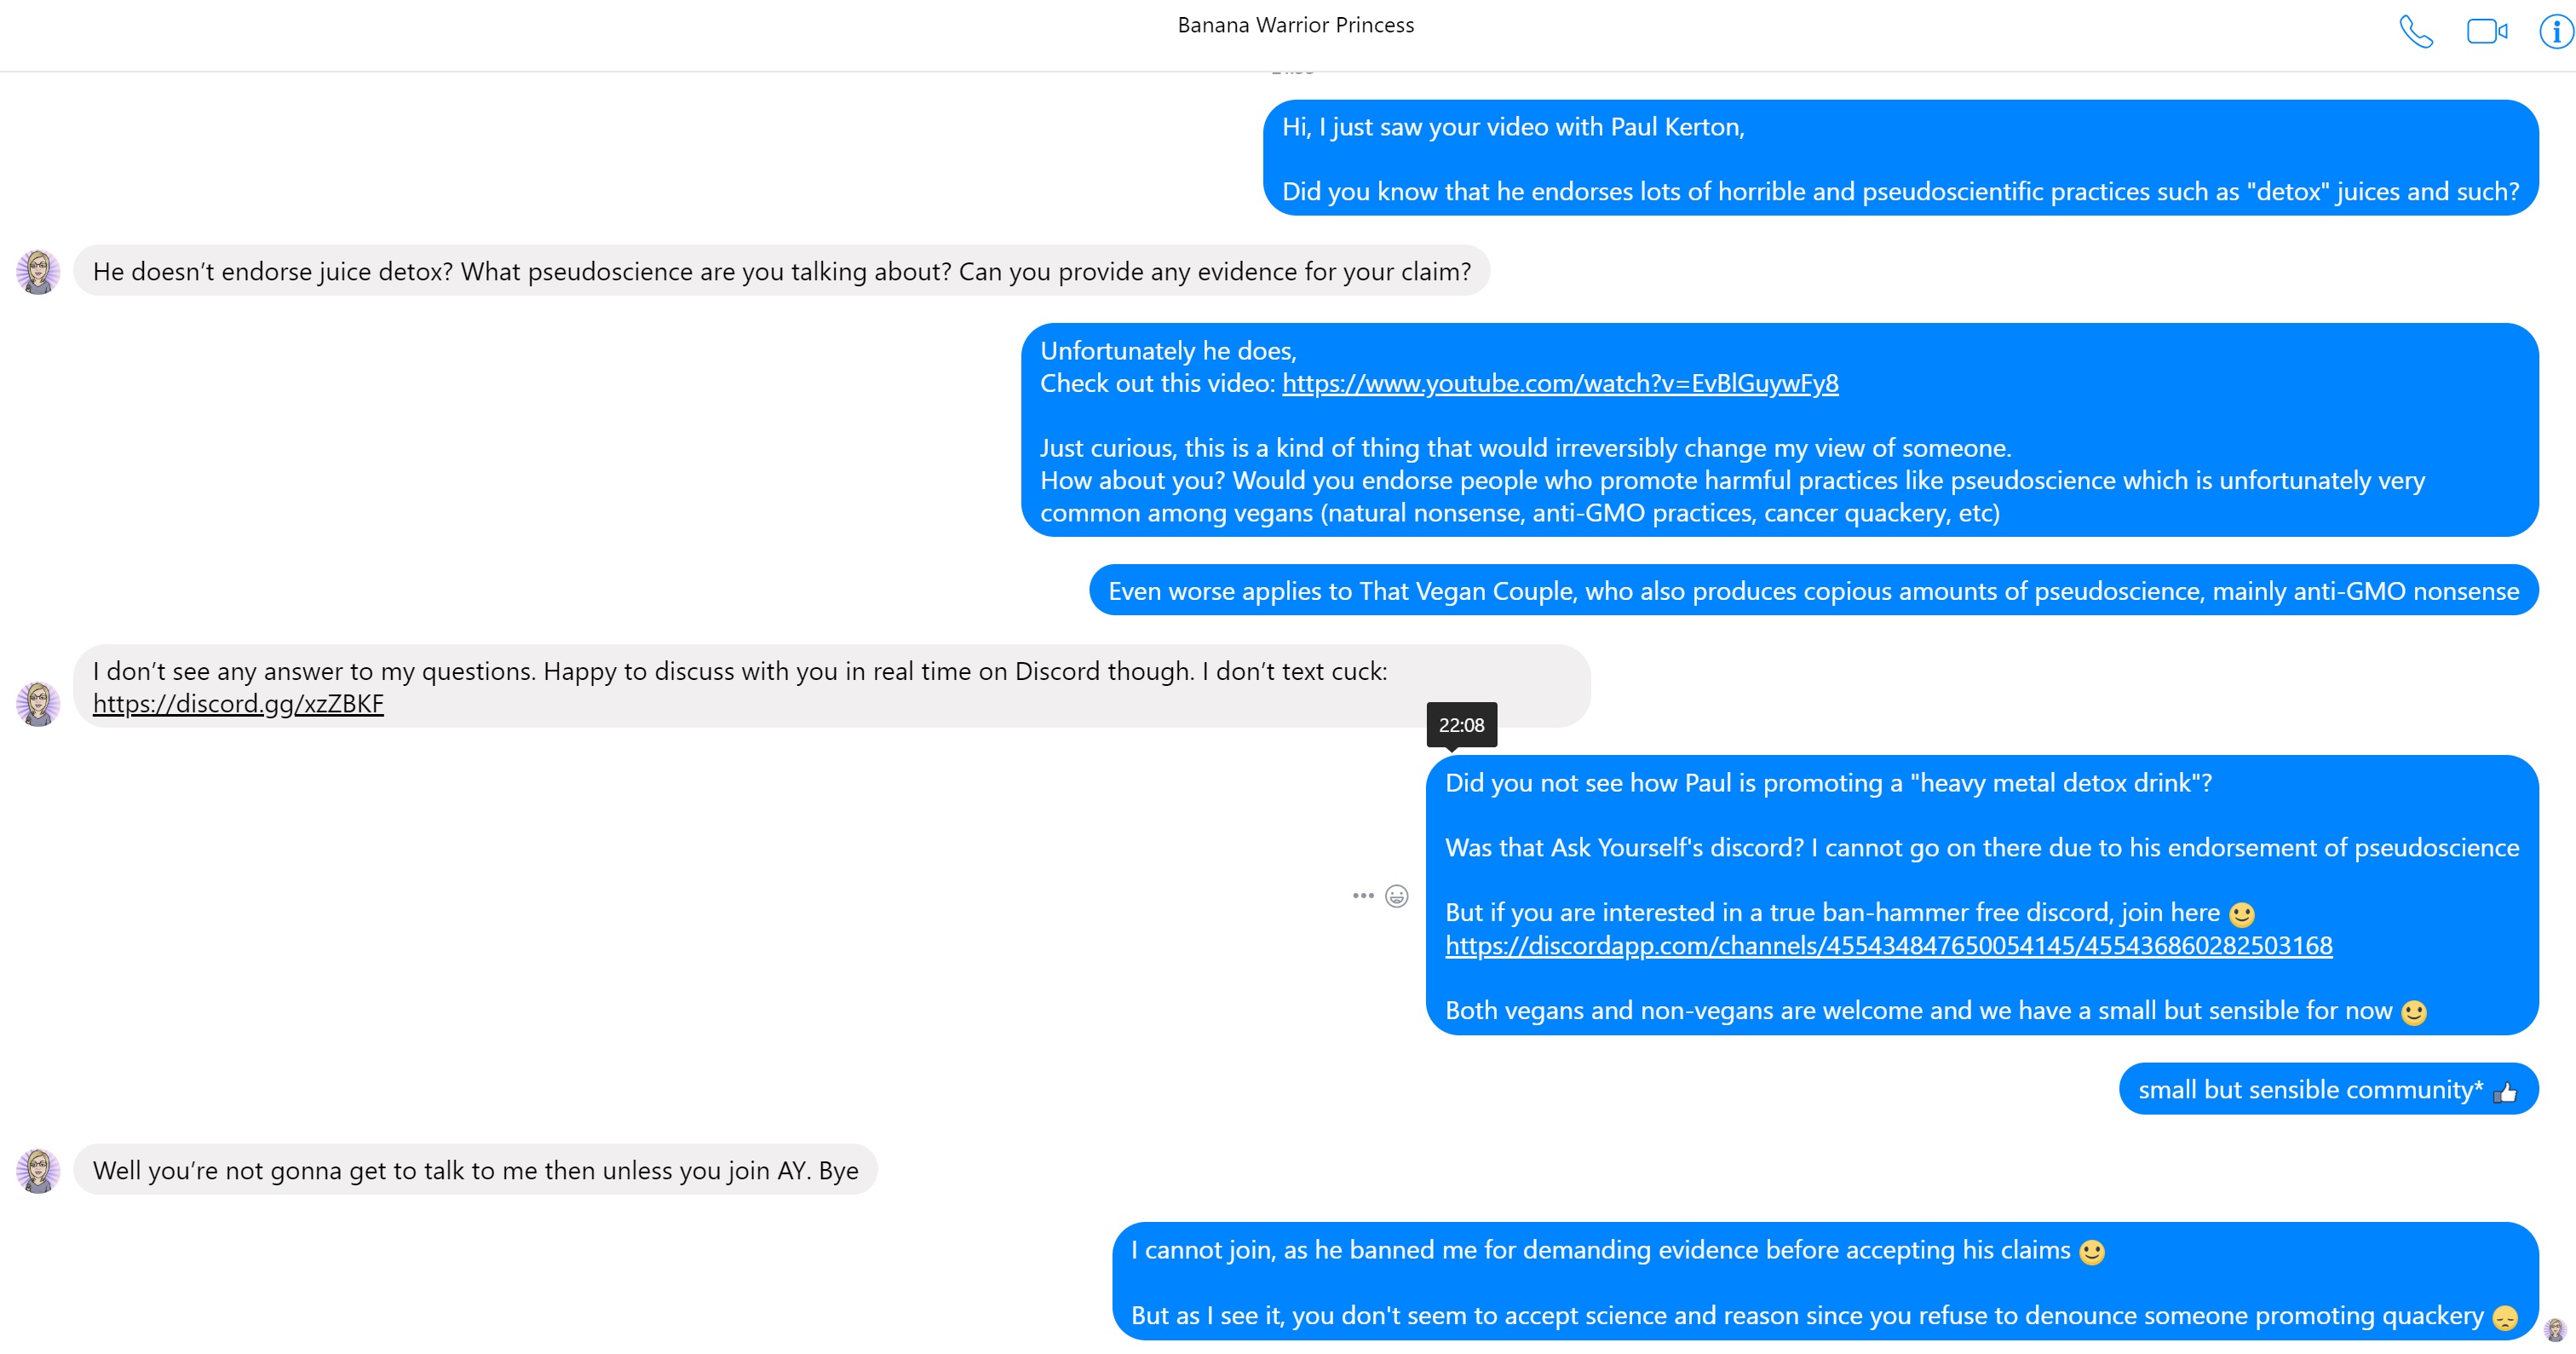 Banana Warrior Princess
Hi, I just saw your video with Paul Kerton,
Did you know that he endorses lots of horrible and pseudoscientific practices such as "detox" juices and such?
He doesn’t endorse juice detox? What pseudoscience are you talking about? Can you provide any evidence for your claim?
Unfortunately he does,
Check out this video: https://www.youtube.com/watch?v=EvBlGuywFy8
Just curious, this is a kind of thing that would irreversibly change my view of someone.
How about you? Would you endorse people who promote harmful practices like pseudoscience which is unfortunately very
common among vegans (natural nonsense, anti-GMO practices, cancer quackery, etc)
Even worse applies to That Vegan Couple, who also produces copious amounts of pseudoscience, mainly anti-GMO nonsense
I don’t see any answer to my questions. Happy to discuss with you in real time on Discord though. I don’t text cuck:
https://discord.gg/xzZBKF
22:08
Did you not see how Paul is promoting a "heavy metal detox drink"?
Was that Ask Yourself's discord? I cannot go on there due to his endorsement of pseudoscience
But if you are interested in a true ban-hammer free discord, join here 🙂
https://discordapp.com/channels/455434847650054145/455436860282503168
Both vegans and non-vegans are welcome and we have a small but sensible for now 🙂
small but sensible community* 👍
Well you’re not gonna get to talk to me then unless you join AY. Bye
I cannot join, as he banned me for demanding evidence before accepting his claims 🙂
But as I see it, you don't seem to accept science and reason since you refuse to denounce someone promoting quackery 😞